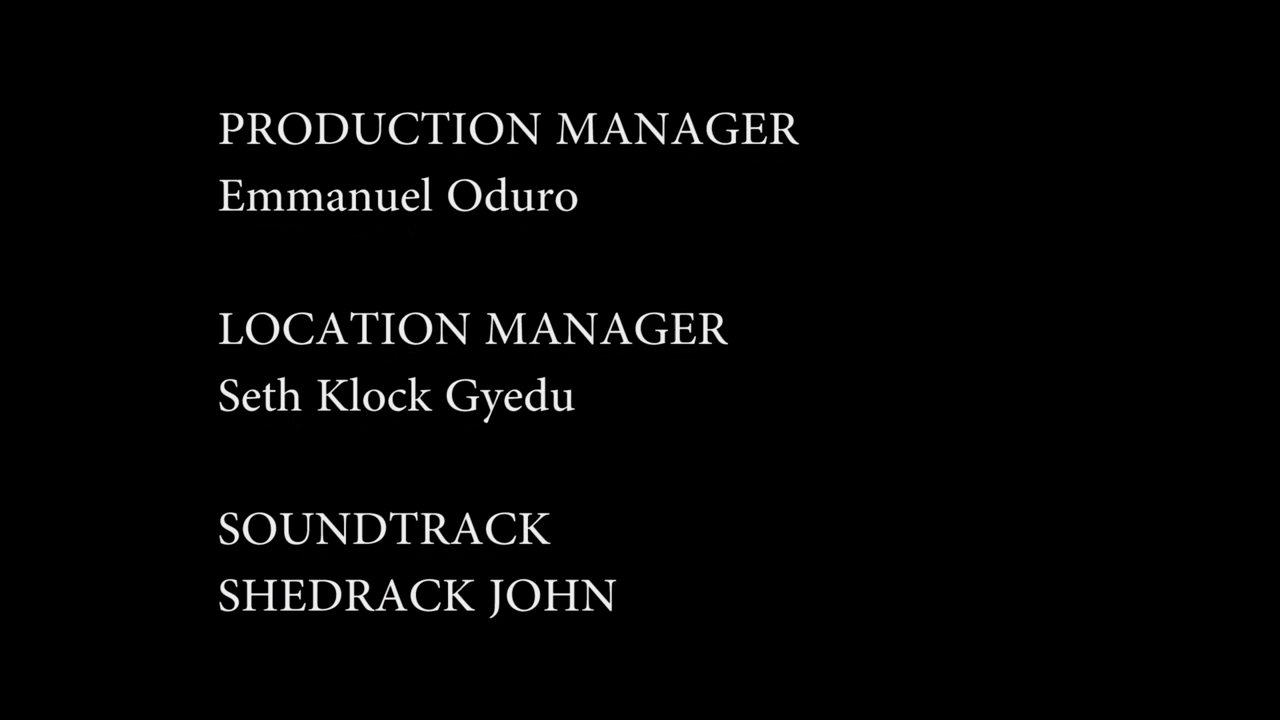 PRODUCTION MANAGER
Emmanuel Oduro
LOCATION MANAGER
Seth Klock Gyedu
SOUNDTRACK
SHEDRACK JOHN